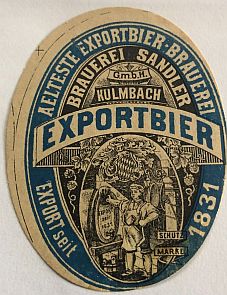 AELTESTE EXPORTBIER-BRAUEREI
BRAUEREI SANDLER
G.m.b.H.
KULMBACH
EXPORTBIER
EXPORT seit 1831
SCHUTZ
MARKE